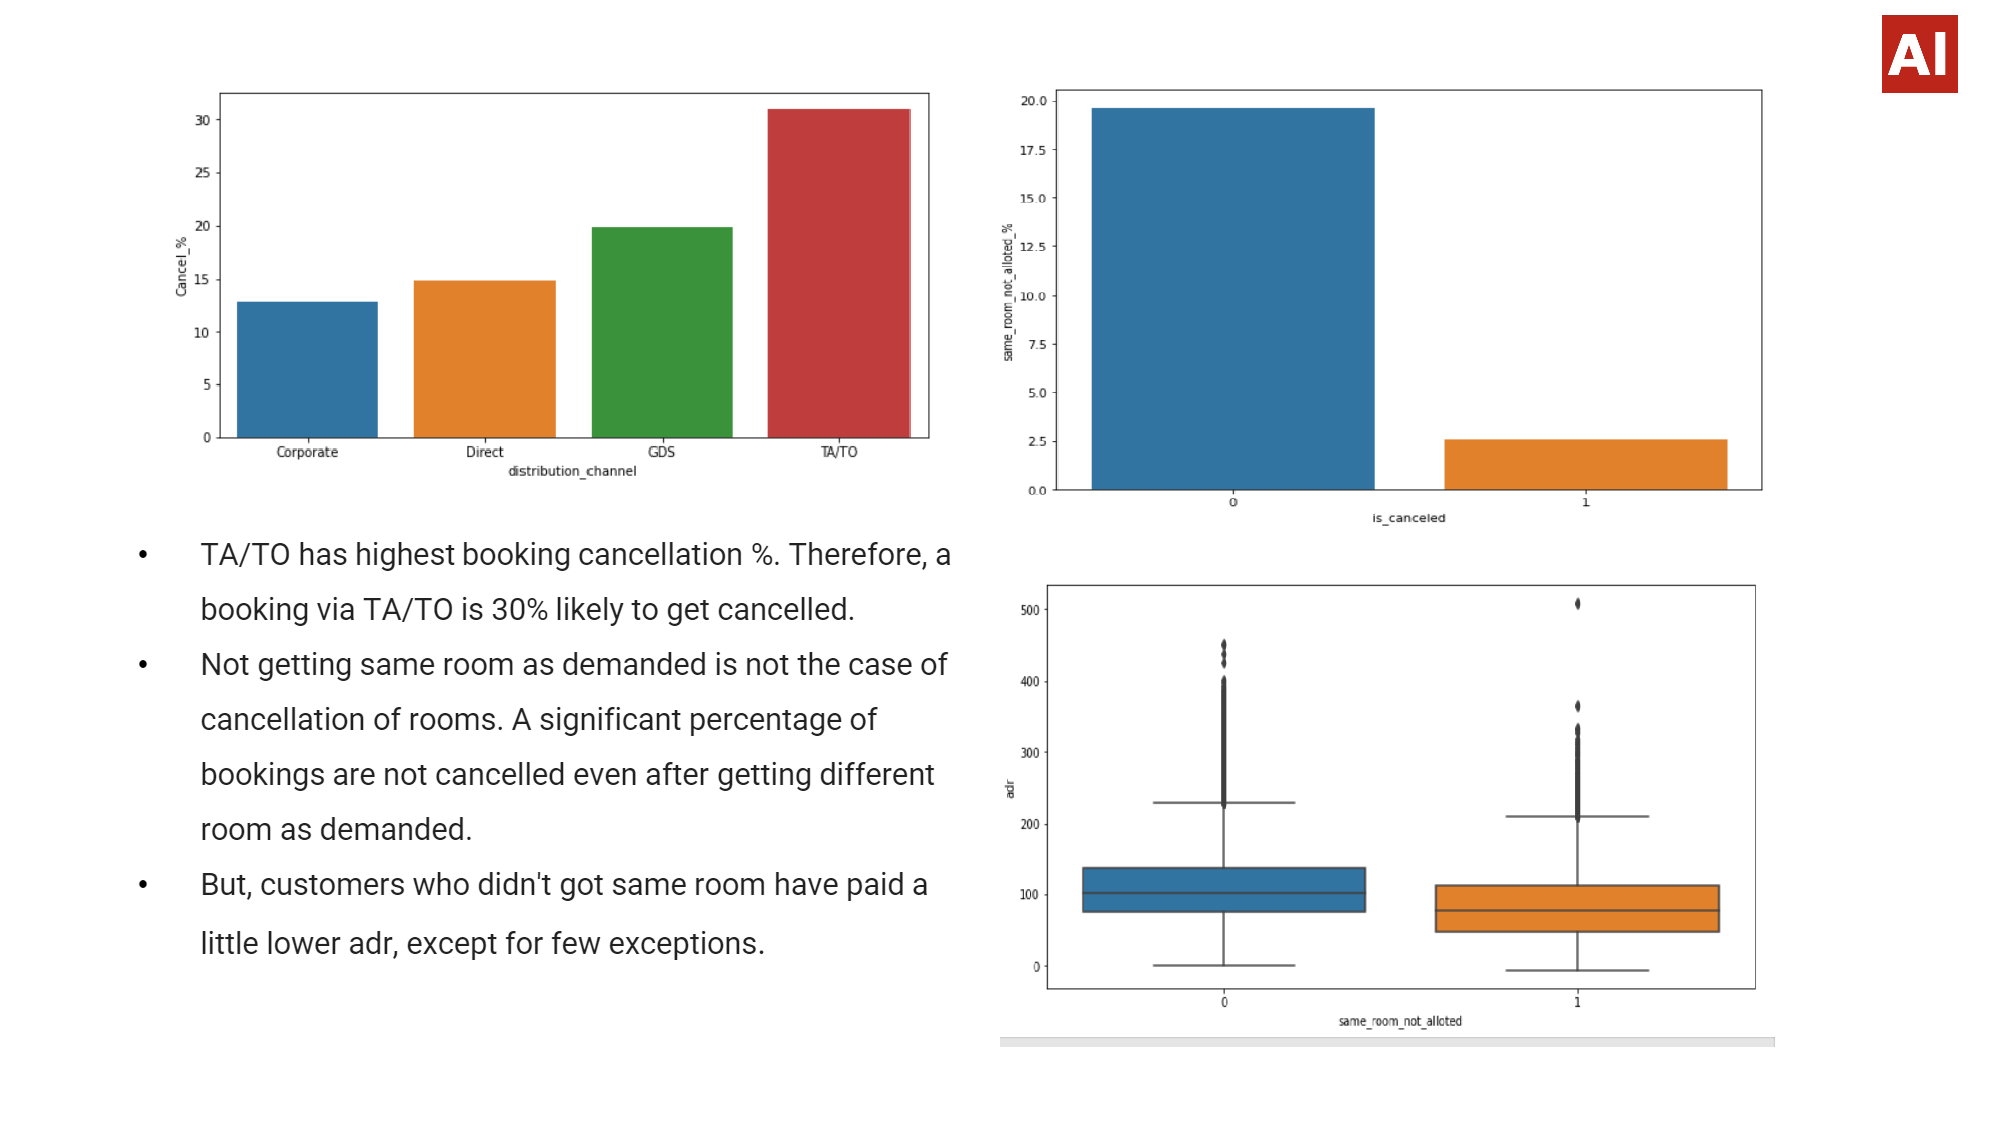 AI
30
25
20
15
10
5
0
Cancel_%
Corporate Direct GDS TA/TO
distribution_channel
20.0
17.5
15.0
12.5
10.0
7.5
5.0
2.5
0.0
same_room_not_alloted_%
0 1
is_canceled
• TA/TO has highest booking cancellation %. Therefore, a
booking via TA/TO is 30% likely to get cancelled.
• Not getting same room as demanded is not the case of
cancellation of rooms. A significant percentage of
bookings are not cancelled even after getting different
room as demanded.
• But, customers who didn't got same room have paid a
little lower adr, except for few exceptions.
500
400
300
200
100
0
adr
0 1
same_room_not_alloted